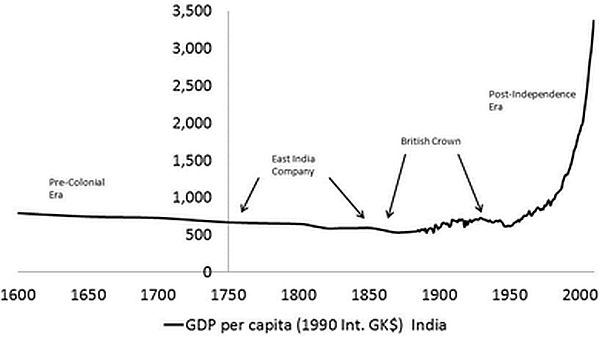 3,500
3,000
2,500
2,000
1,500
1,000
500
0
Post-Independence
Era
British Crown
East India
Company
Pre-Colonial
Era
1600 1650 1700 1750 1800 1850 1900 1950 2000
GDP per capita (1990 Int. GK$) India